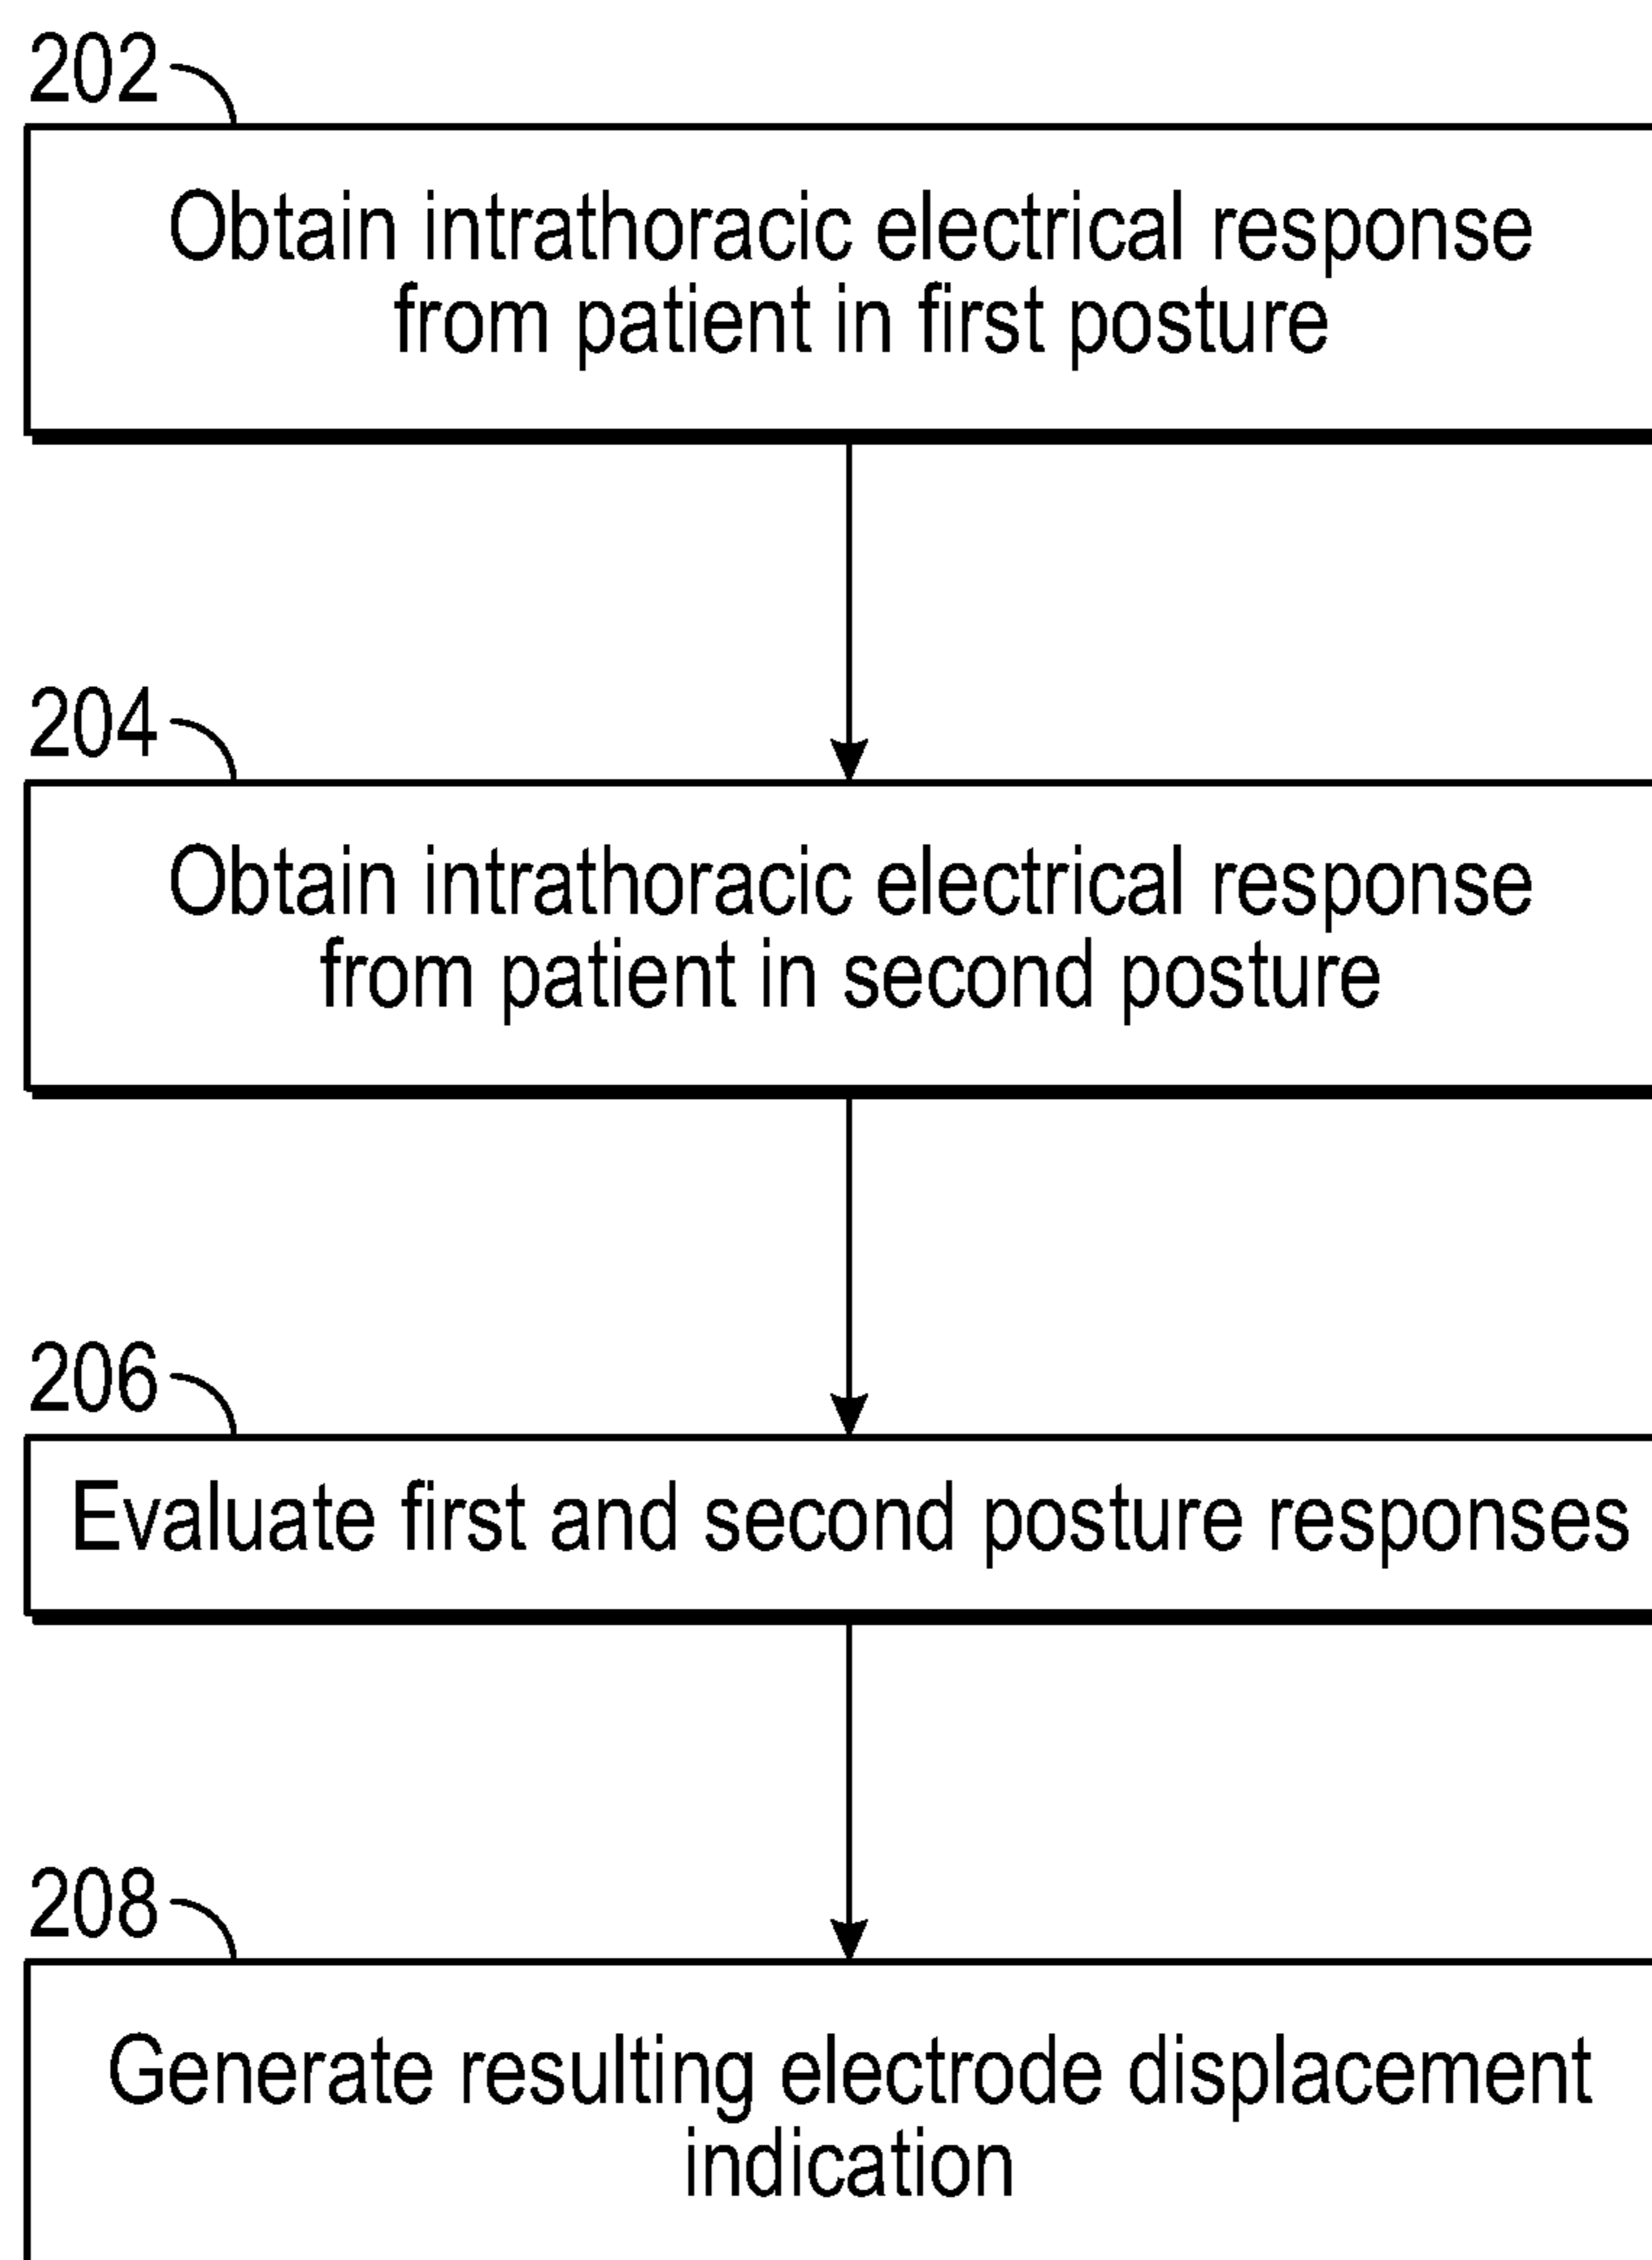 202
Obtain intrathoracic electrical response
from patient in first posture
204
Obtain intrathoracic electrical response
from patient in second posture
206
Evaluate first and second posture responses
208
Generate resulting electrode displacement
indication